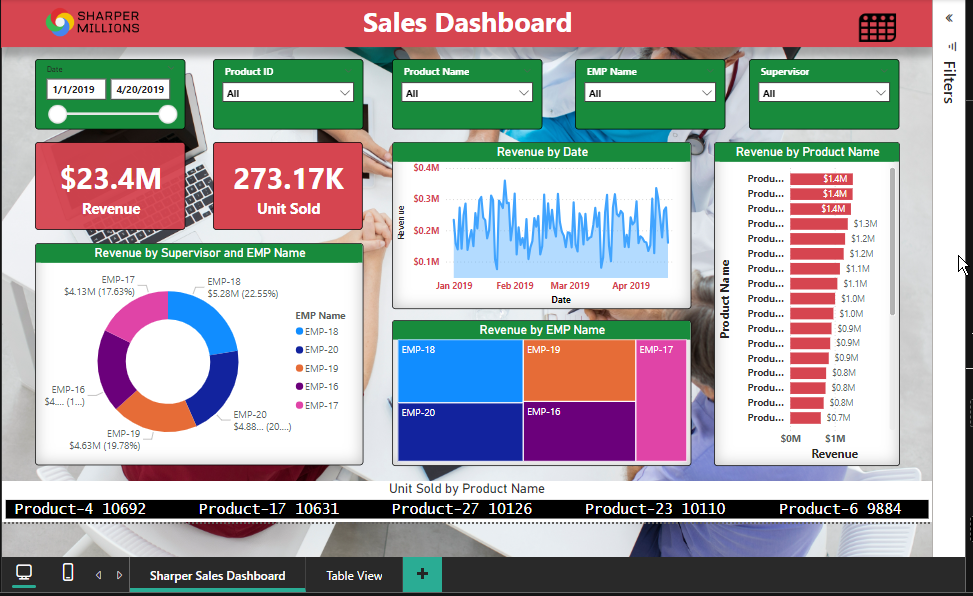 SHARPER
MILLIONS
Sales Dashboard
Filters
Date
1/1/2019
4/20/2019
Product ID
All
Product Name
All
EMP Name
All
Supervisor
All
$23.4M
Revenue
273.17K
Unit Sold
Revenue by Date
$0.4M
$0.3M
$0.2M
$0.1M
Revenue
Jan 2019
Feb 2019
Mar 2019
Apr 2019
Date
Revenue by Product Name
Product Name
Produ... $1.4M
Produ... $1.4M
Produ... $1.4M
Produ... $1.3M
Produ... $1.2M
Produ... $1.2M
Produ... $1.1M
Produ... $1.1M
Produ... $1.0M
Produ... $1.0M
Produ... $0.9M
Produ... $0.9M
Produ... $0.9M
Produ... $0.8M
Produ... $0.8M
Produ... $0.8M
Produ... $0.7M
$0M $1M
Revenue
Revenue by Supervisor and EMP Name
EMP-17
$4.13M (17.63%)
EMP-18
$5.28M (22.55%)
EMP-16
$4.... (1...)
EMP-20
$4.88... (20....)
EMP-19
$4.63M (19.78%)
EMP Name
EMP-18
EMP-20
EMP-19
EMP-16
EMP-17
Revenue by EMP Name
EMP-18
EMP-19
EMP-17
EMP-20
EMP-16
Unit Sold by Product Name
Product-4 10692 Product-17 10631 Product-27 10126 Product-23 10110 Product-6 9884
Sharper Sales Dashboard
Table View